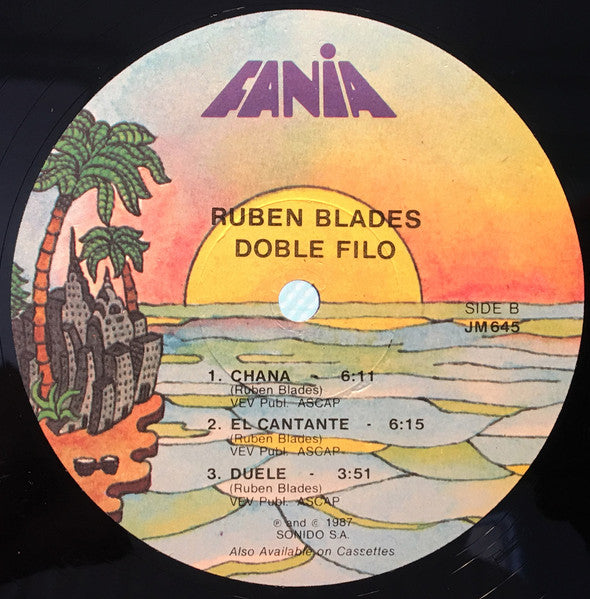 FANIA
RUBEN BLADES
DOBLE FILO
SIDE B
JM645
1. CHANA - 6:11
(Ruben Blades)
VEV Publ. ASCAP
2. EL CANTANTE - 6:15
(Ruben Blades)
VEV Publ. ASCAP
3. DUELE - 3:51
(Ruben Blades)
VEV Publ. ASCAP
℗ and © 1987
SONIDO S.A.
Also Available on Cassettes